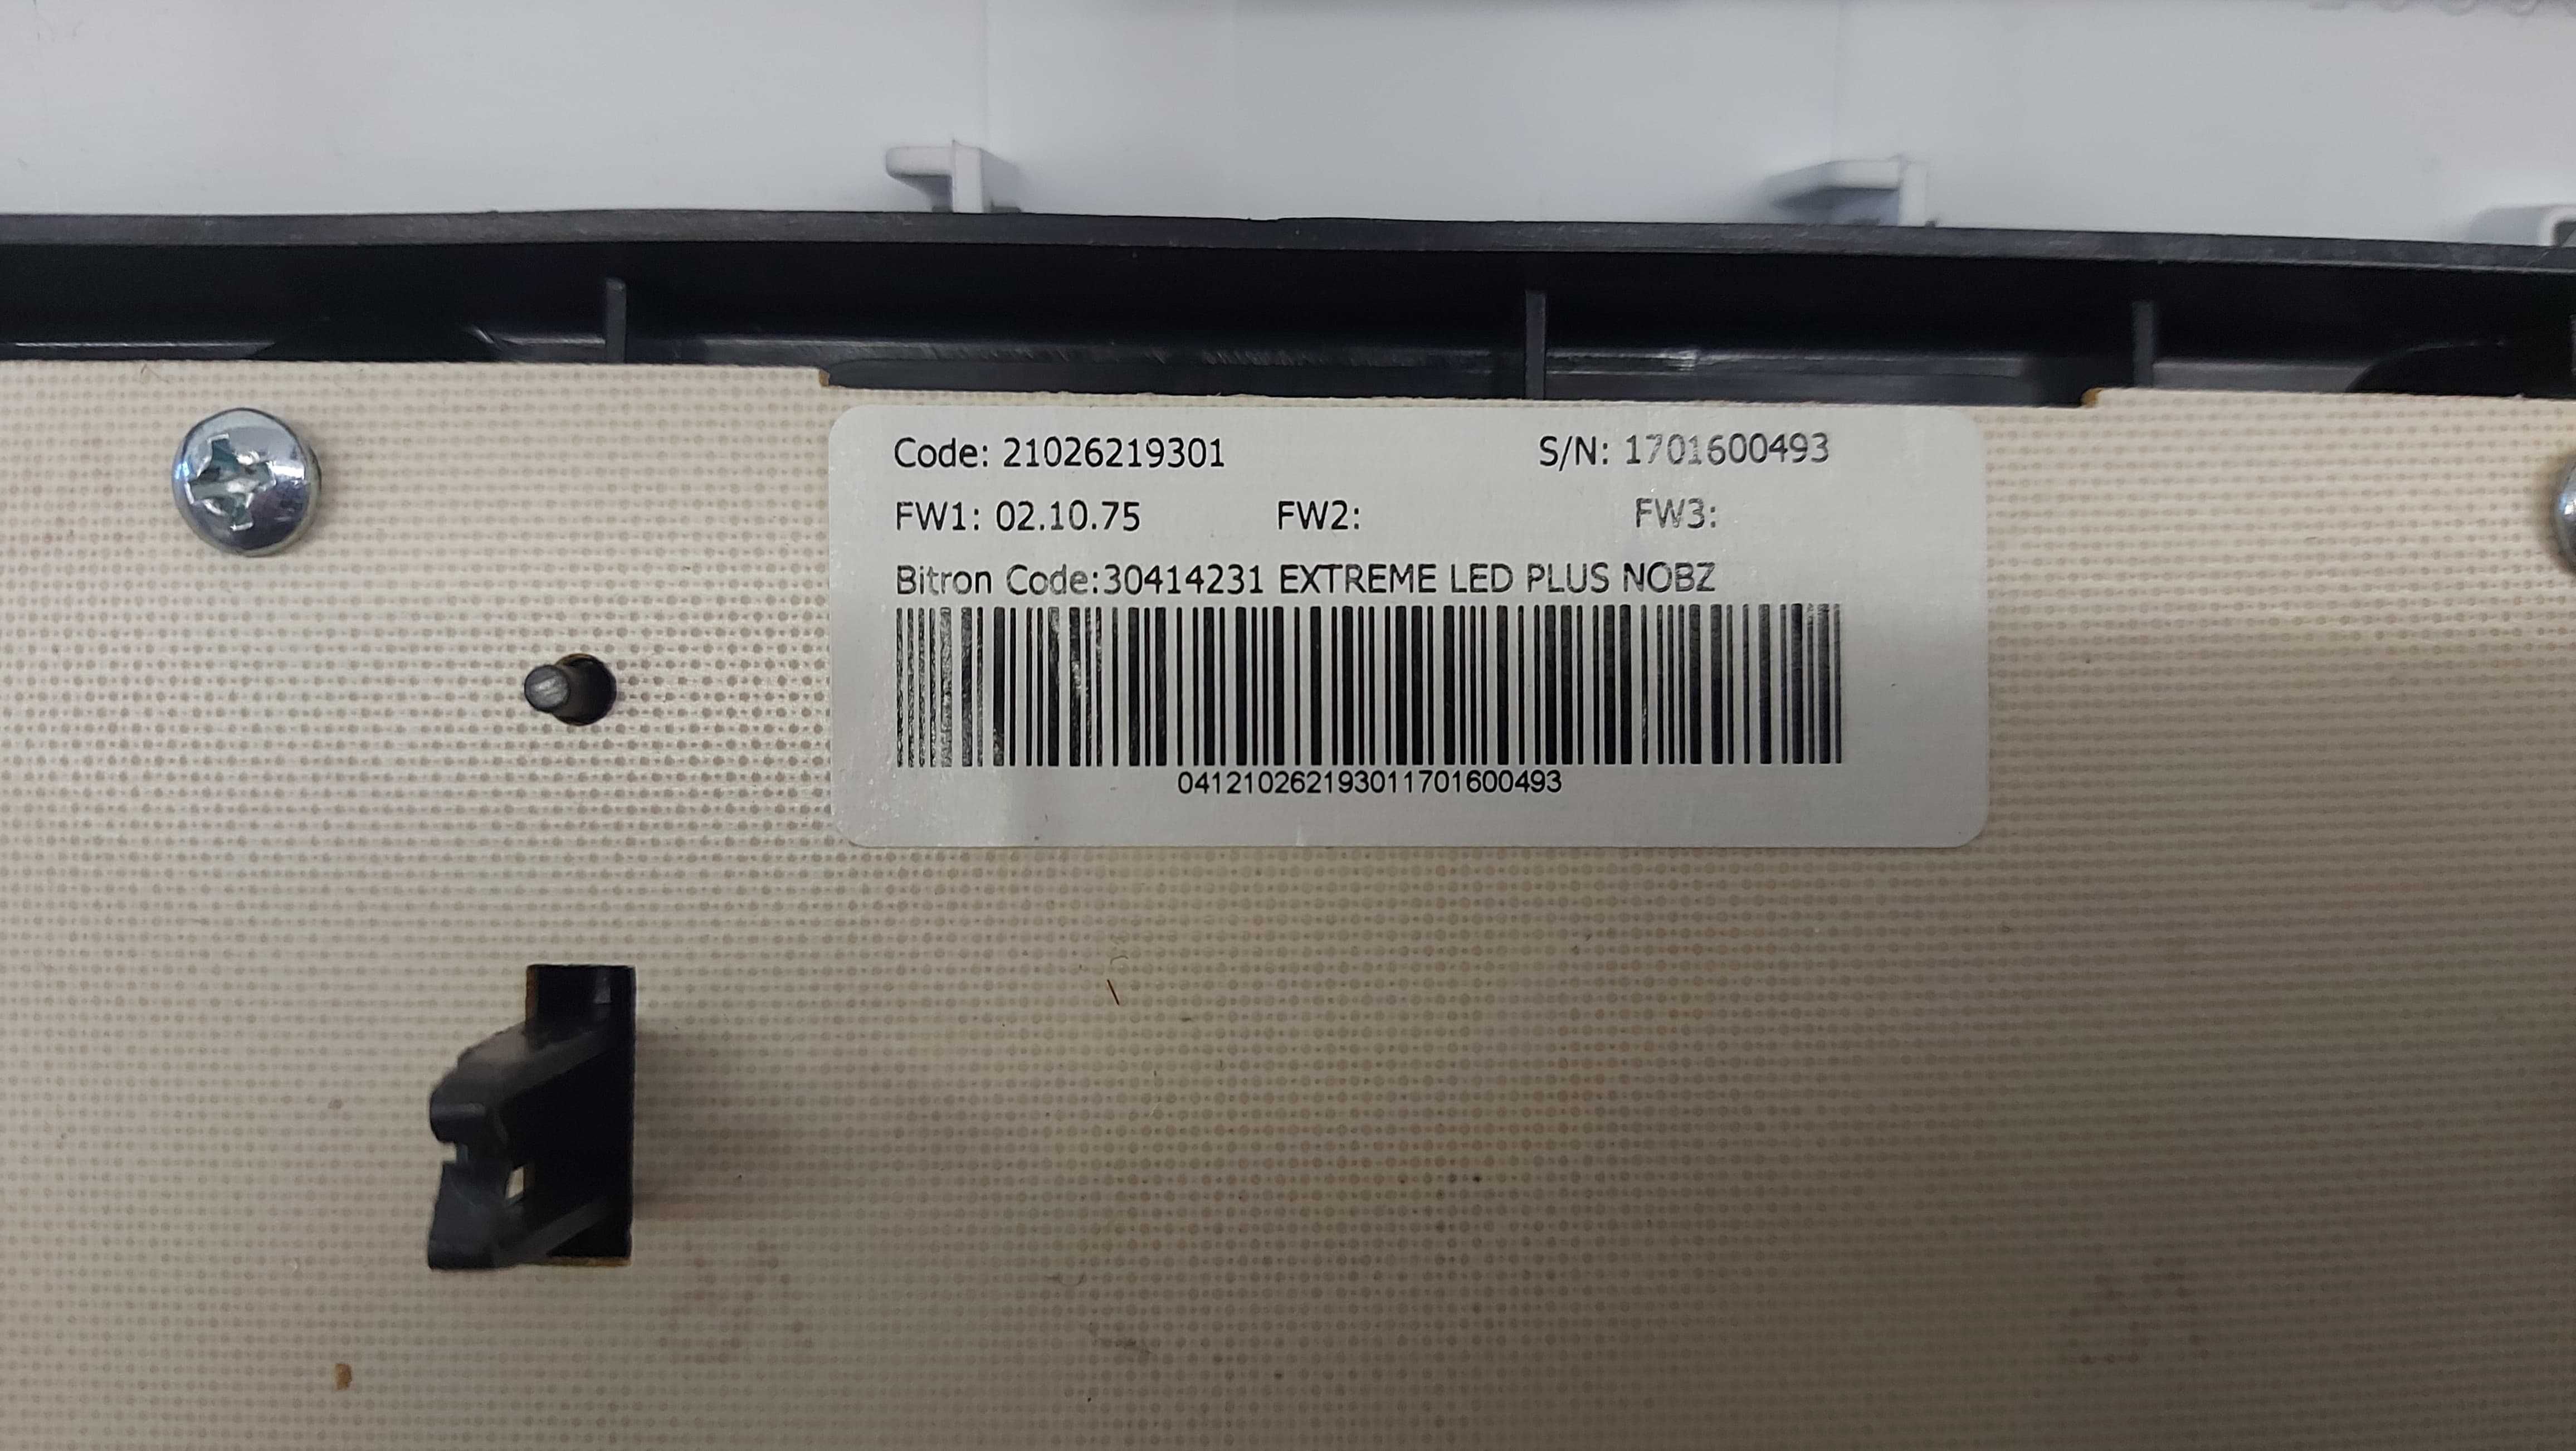 Code: 21026219301 S/N: 1701600493
FW1: 02.10.75 FW2: FW3:
Bitron Code:30414231 EXTREME LED PLUS NOBZ
041210262193011701600493